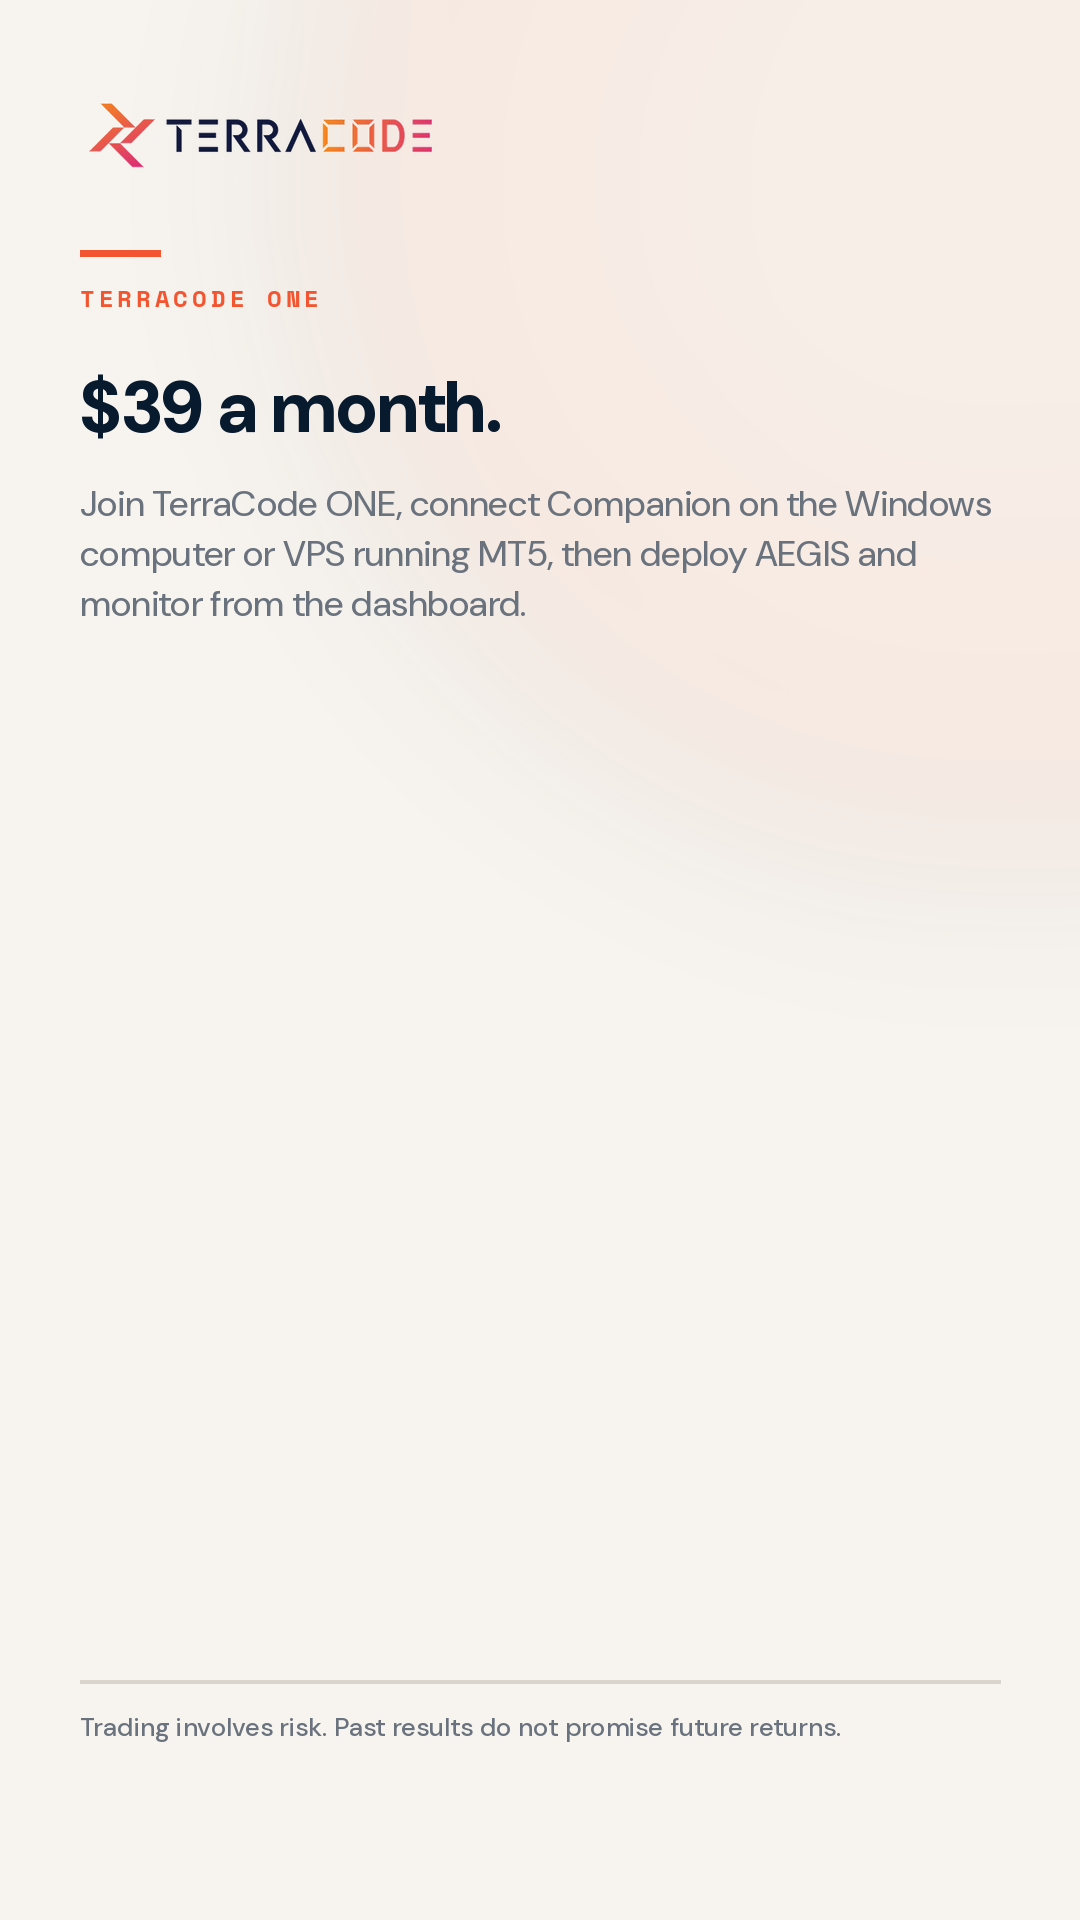 TERRACODE
TERRACODE ONE
$39 a month.
Join TerraCode ONE, connect Companion on the Windows
computer or VPS running MT5, then deploy AEGIS and
monitor from the dashboard.
Trading involves risk. Past results do not promise future returns.